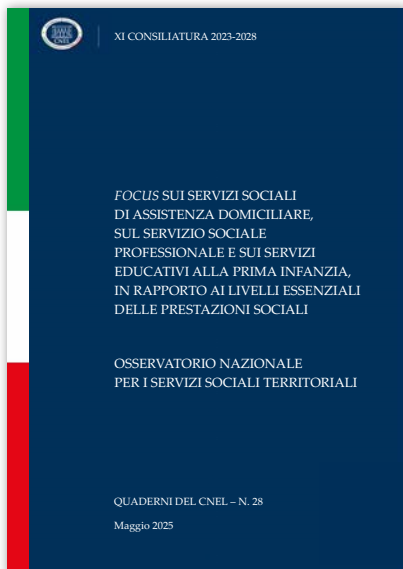 CNEL
XI CONSILIATURA 2023-2028
FOCUS SUI SERVIZI SOCIALI
DI ASSISTENZA DOMICILIARE,
SUL SERVIZIO SOCIALE
PROFESSIONALE E SUI SERVIZI
EDUCATIVI ALLA PRIMA INFANZIA,
IN RAPPORTO AI LIVELLI ESSENZIALI
DELLE PRESTAZIONI SOCIALI
OSSERVATORIO NAZIONALE
PER I SERVIZI SOCIALI TERRITORIALI
QUADERNI DEL CNEL – N. 28
Maggio 2025